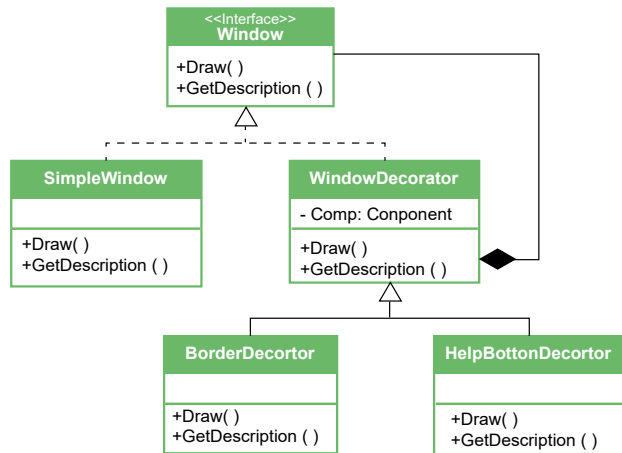 <<Interface>>
Window
+Draw( )
+GetDescription ( )
SimpleWindow
+Draw( )
+GetDescription ( )
WindowDecorator
- Comp: Conponent
+Draw( )
+GetDescription ( )
BorderDecortor
+Draw( )
+GetDescription ( )
HelpBottonDecortor
+Draw( )
+GetDescription ( )